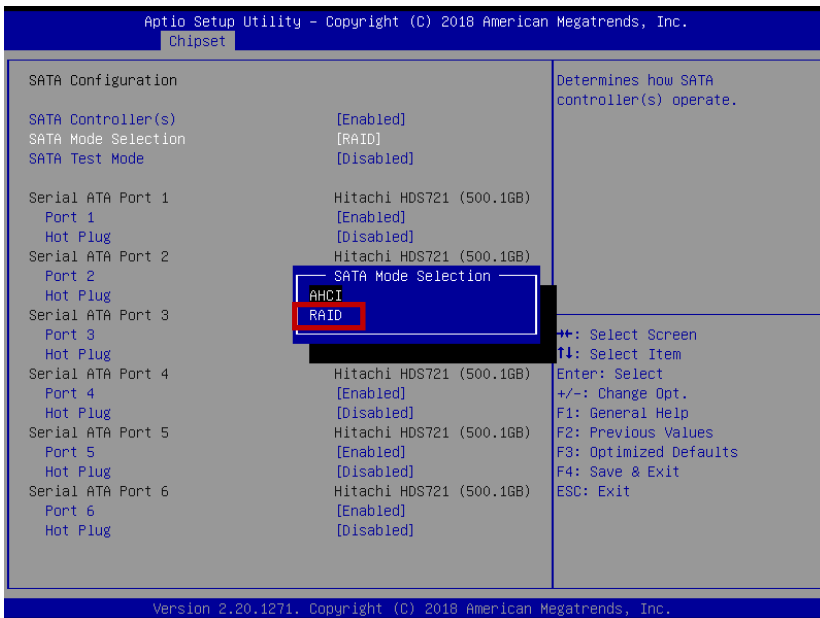 Aptio Setup Utility – Copyright (C) 2018 American Megatrends, Inc.
Chipset
SATA Configuration
SATA Controller(s) [Enabled]
SATA Mode Selection [RAID]
SATA Test Mode [Disabled]
Serial ATA Port 1 Hitachi HDS721 (500.1GB)
Port 1 [Enabled]
Hot Plug [Disabled]
Serial ATA Port 2 Hitachi HDS721 (500.1GB)
Port 2
Hot Plug
Serial ATA Port 3
Port 3
Hot Plug
Serial ATA Port 4 Hitachi HDS721 (500.1GB)
Port 4 [Enabled]
Hot Plug [Disabled]
Serial ATA Port 5 Hitachi HDS721 (500.1GB)
Port 5 [Enabled]
Hot Plug [Disabled]
Serial ATA Port 6 Hitachi HDS721 (500.1GB)
Port 6 [Enabled]
Hot Plug [Disabled]
SATA Mode Selection
AHCI
RAID
Determines how SATA
controller(s) operate.
→←: Select Screen
↑↓: Select Item
Enter: Select
+/-: Change Opt.
F1: General Help
F2: Previous Values
F3: Optimized Defaults
F4: Save & Exit
ESC: Exit
Version 2.20.1271. Copyright (C) 2018 American Megatrends, Inc.